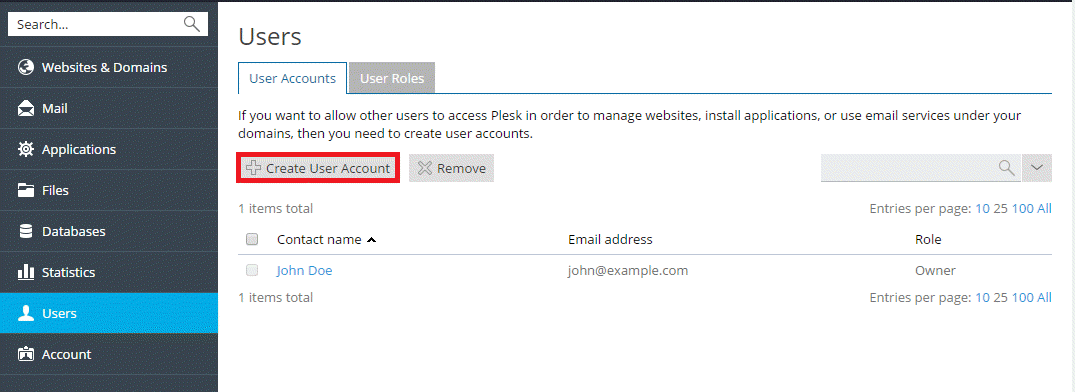 Search...
Websites & Domains
Mail
Applications
Files
Databases
Statistics
Users
Account
Users
User Accounts User Roles
If you want to allow other users to access Plesk in order to manage websites, install applications, or use email services under your
domains, then you need to create user accounts.
Create User Account Remove
1 items total Entries per page: 10 25 100 All
Contact name Email address Role
John Doe john@example.com Owner
1 items total Entries per page: 10 25 100 All